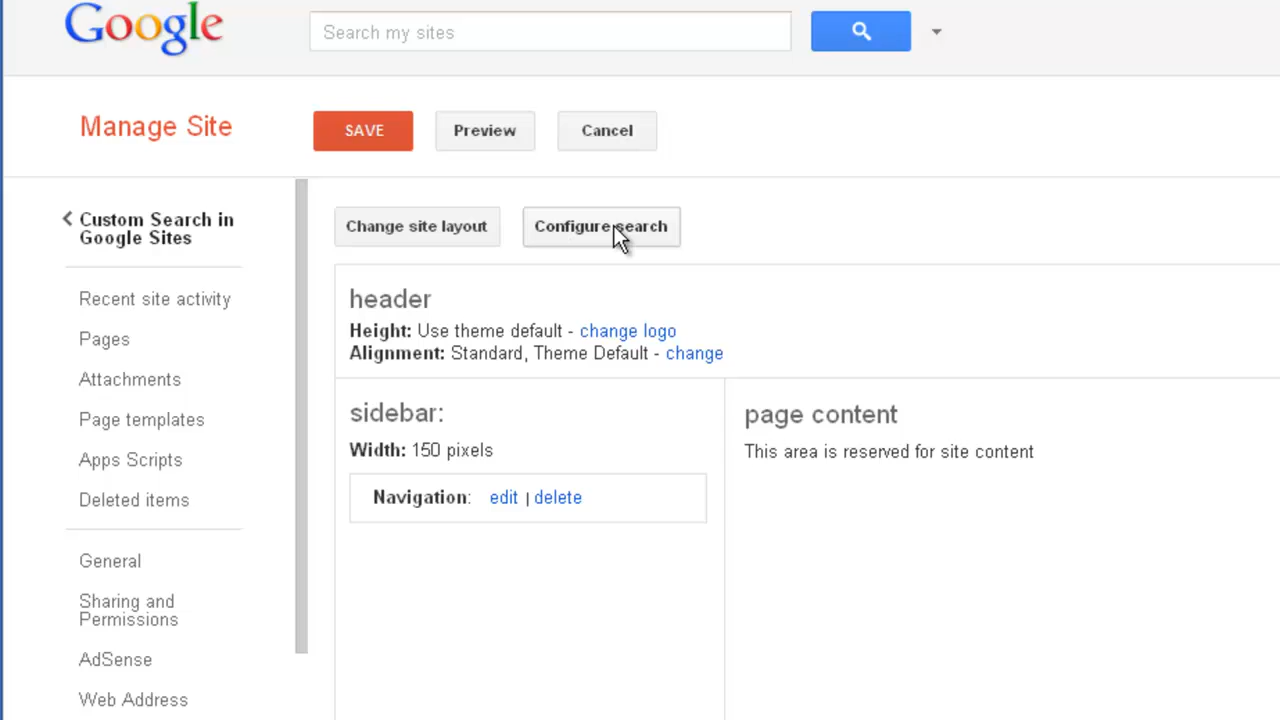 Google
Search my sites
Manage Site
SAVE
Preview
Cancel
Custom Search in
Google Sites
Recent site activity
Pages
Attachments
Page templates
Apps Scripts
Deleted items
General
Sharing and
Permissions
AdSense
Web Address
Change site layout
Configure search
header
Height: Use theme default - change logo
Alignment: Standard, Theme Default - change
sidebar:
Width: 150 pixels
Navigation: edit | delete
page content
This area is reserved for site content